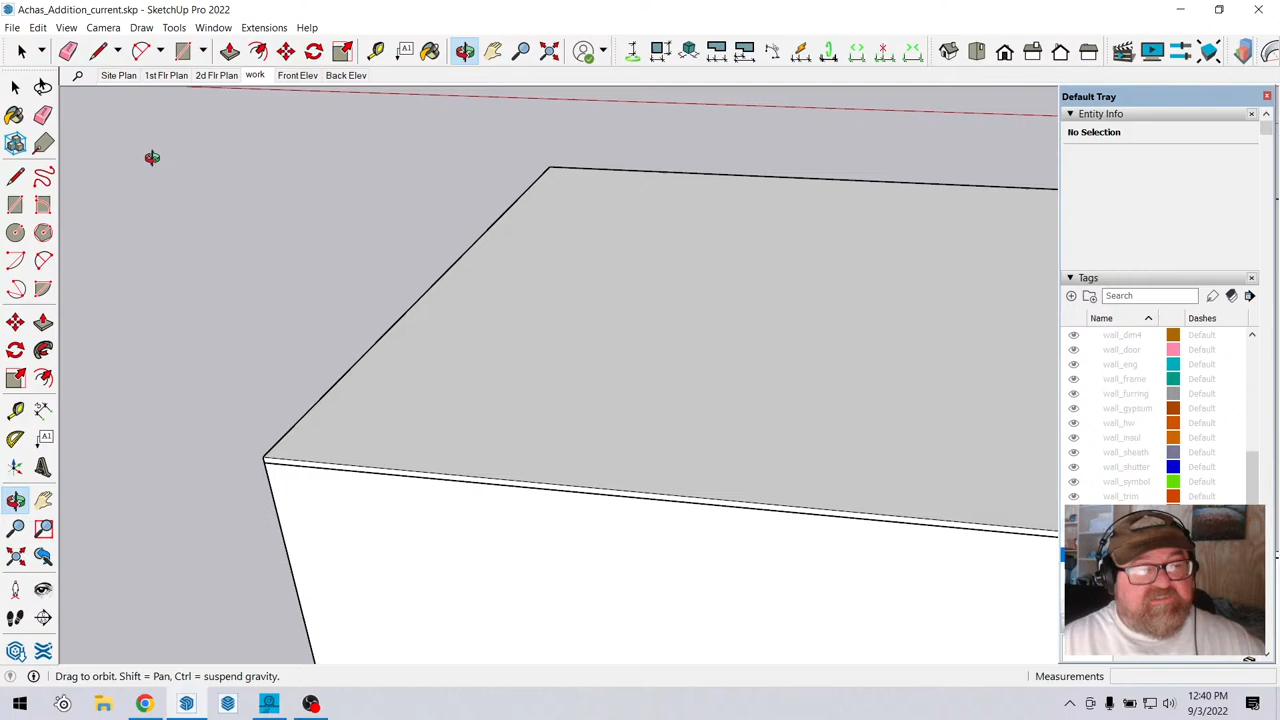 Achas_Addition_current.skp - SketchUp Pro 2022
File Edit View Camera Draw Tools Window Extensions Help
Site Plan 1st Flr Plan 2d Flr Plan work Front Elev Back Elev
Default Tray
Entity Info
No Selection
Tags
Search
Name Dashes
wall_dim4 Default
wall_door Default
wall_eng Default
wall_frame Default
wall_furring Default
wall_gypsum Default
wall_hw Default
wall_insul Default
wall_sheath Default
wall_shutter Default
wall_symbol Default
wall_trim Default
Drag to orbit. Shift = Pan, Ctrl = suspend gravity.
Measurements
12:40 PM
9/3/2022